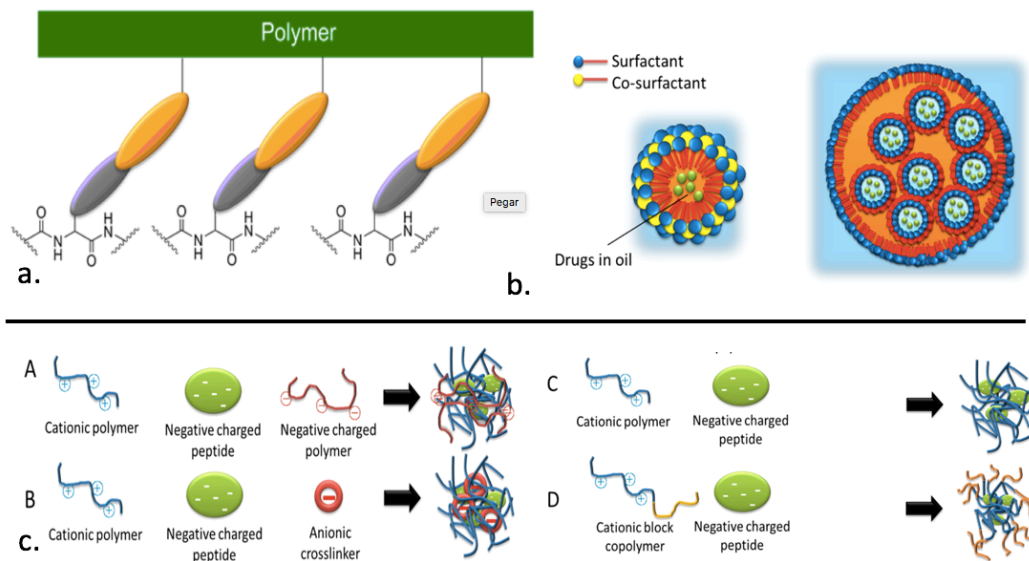 Polymer
O
N
H
O
H
N
O
N
H
O
H
N
O
N
H
O
H
N
a.
Pegar
Surfactant
Co-surfactant
Drugs in oil
b.
A
Cationic polymer
Negative charged
peptide
Negative charged
polymer
B
Cationic polymer
Negative charged
peptide
Anionic
crosslinker
C
Cationic polymer
Negative charged
peptide
D
Cationic block
copolymer
Negative charged
peptide
c.